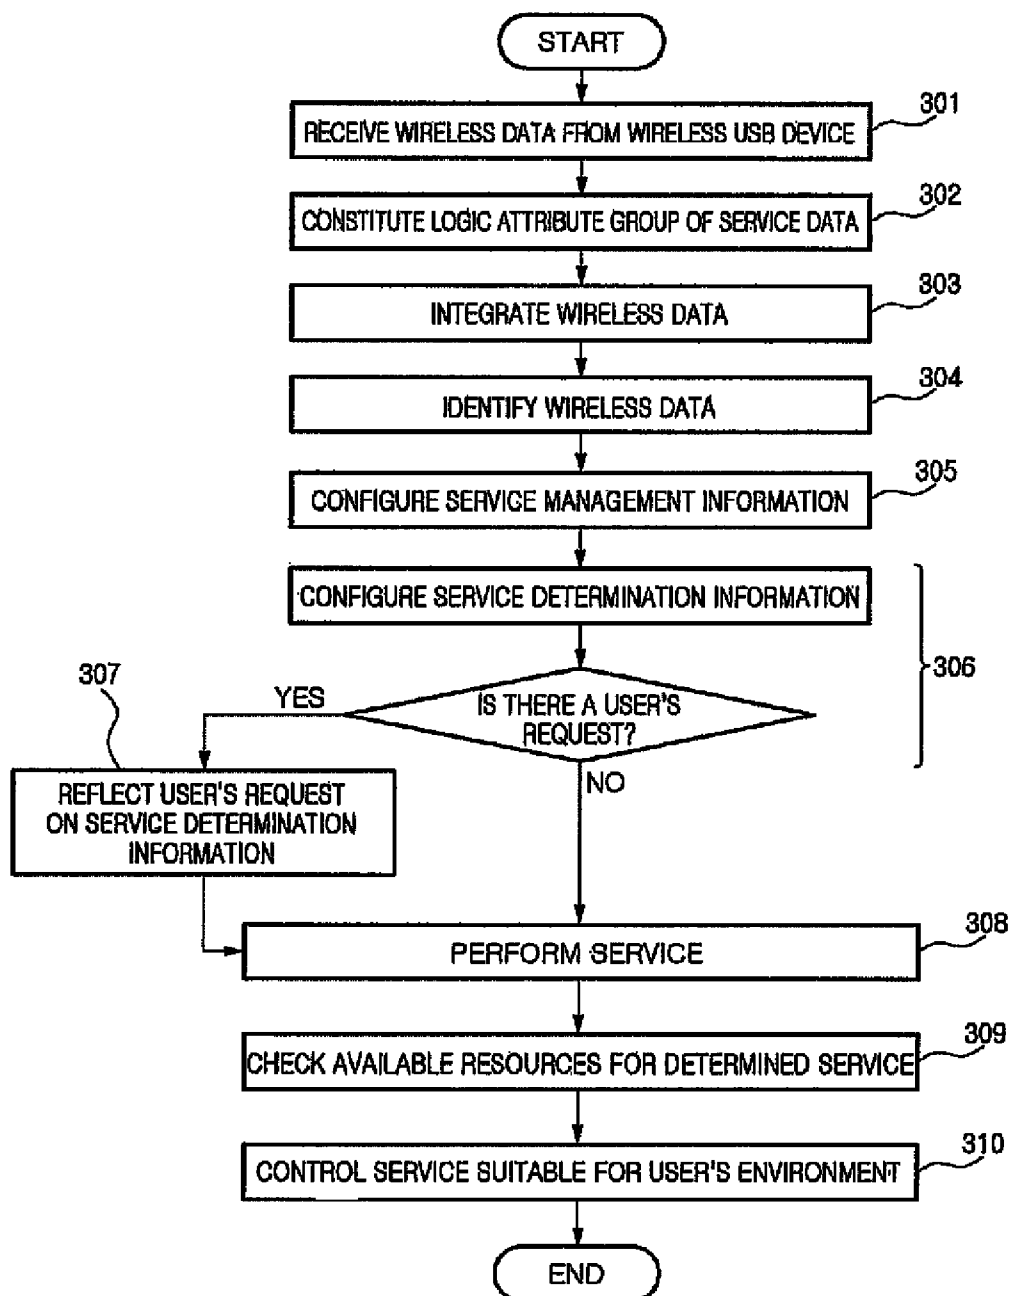 START
301
RECEIVE WIRELESS DATA FROM WIRELESS USB DEVICE
302
CONSTITUTE LOGIC ATTRIBUTE GROUP OF SERVICE DATA
303
INTEGRATE WIRELESS DATA
304
IDENTIFY WIRELESS DATA
305
CONFIGURE SERVICE MANAGEMENT INFORMATION
CONFIGURE SERVICE DETERMINATION INFORMATION
306
307
YES
IS THERE A USER'S
REQUEST?
NO
REFLECT USER'S REQUEST
ON SERVICE DETERMINATION
INFORMATION
308
PERFORM SERVICE
309
CHECK AVAILABLE RESOURCES FOR DETERMINED SERVICE
310
CONTROL SERVICE SUITABLE FOR USER'S ENVIRONMENT
END